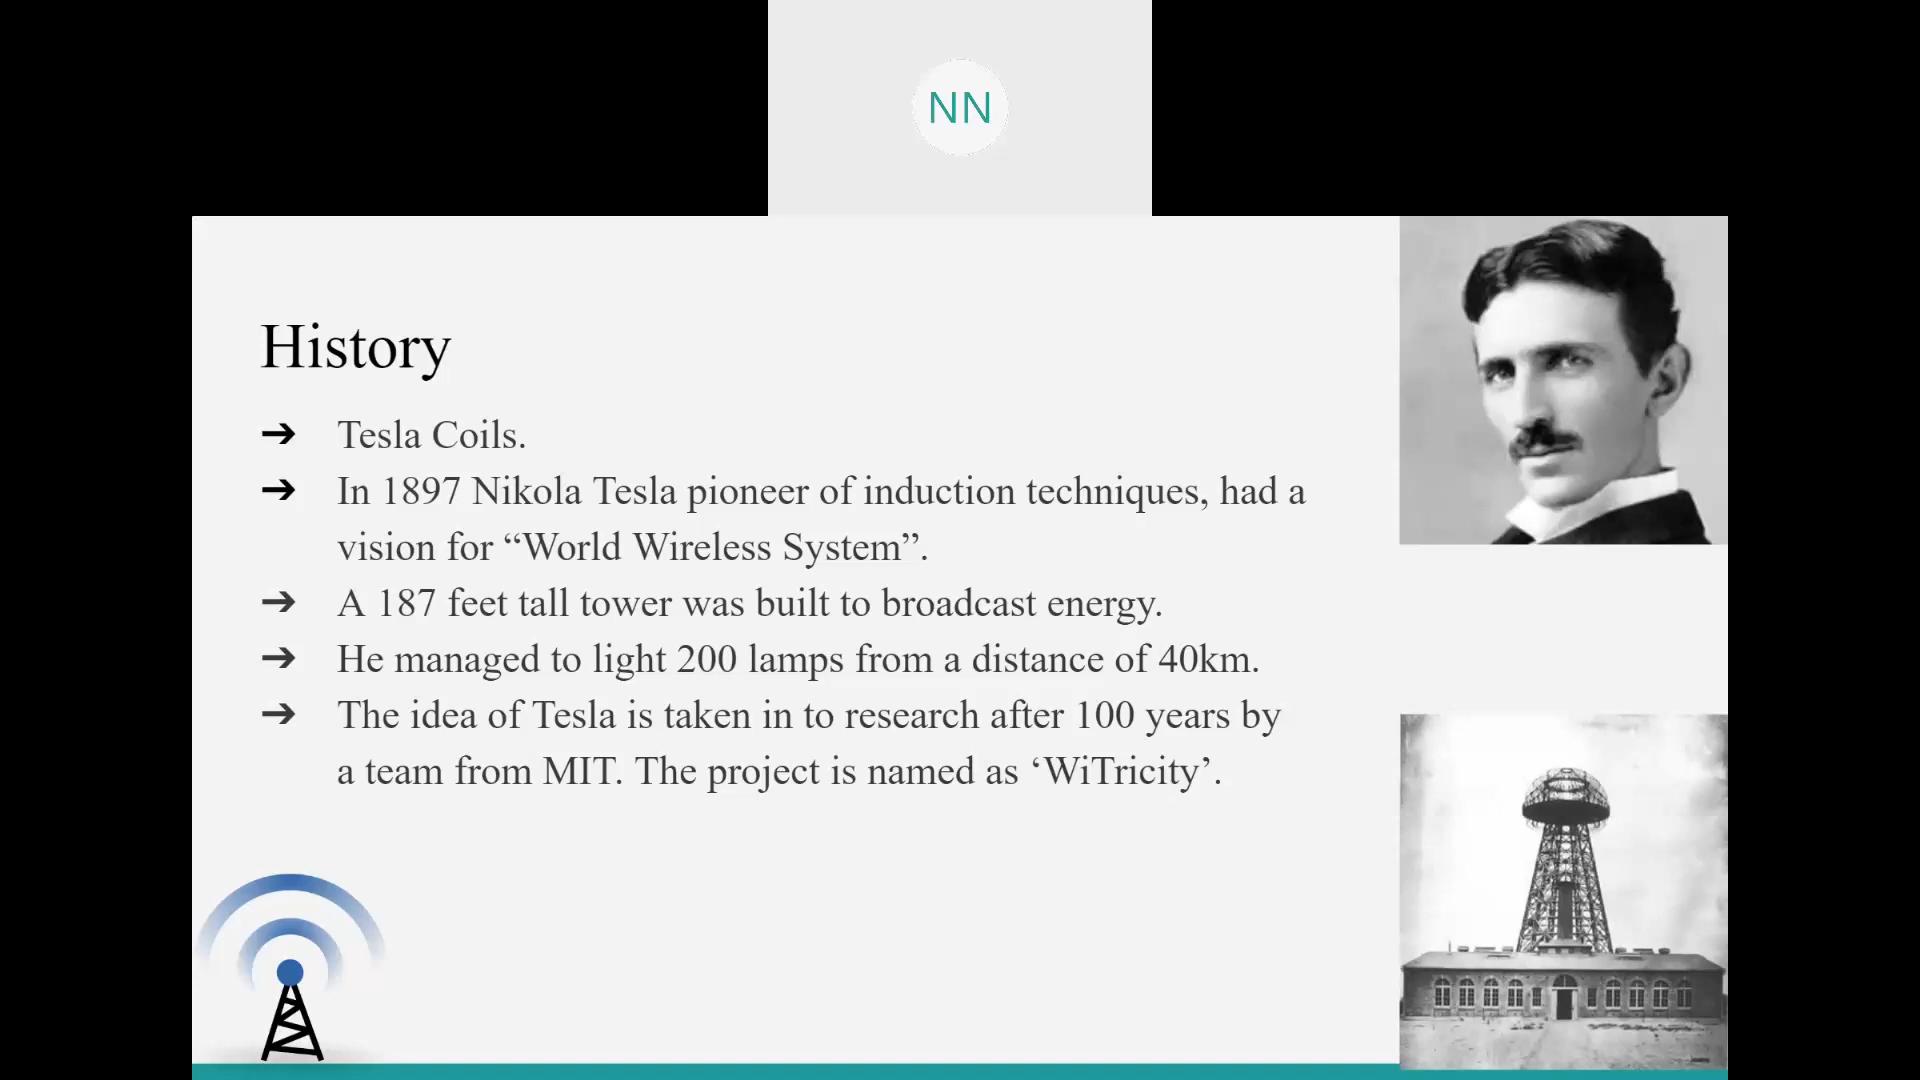 NN
History
➔ Tesla Coils.
➔ In 1897 Nikola Tesla pioneer of induction techniques, had a
vision for “World Wireless System”.
➔ A 187 feet tall tower was built to broadcast energy.
➔ He managed to light 200 lamps from a distance of 40km.
➔ The idea of Tesla is taken in to research after 100 years by
a team from MIT. The project is named as ‘WiTricity’.